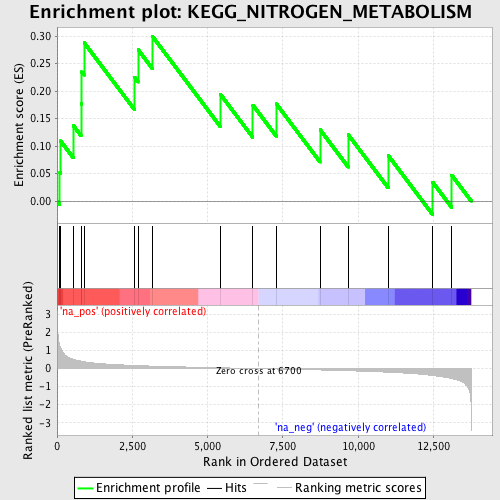 Enrichment plot: KEGG_NITROGEN_METABOLISM
Enrichment score (ES)
0.30
0.25
0.20
0.15
0.10
0.05
0.00
'na_pos' (positively correlated)
Ranked list metric (PreRanked)
3
2
1
0
-1
-2
-3
Zero cross at 6700
'na_neg' (negatively correlated)
0
2,500
5,000
7,500
10,000
12,500
Rank in Ordered Dataset
Enrichment profile
Hits
Ranking metric scores